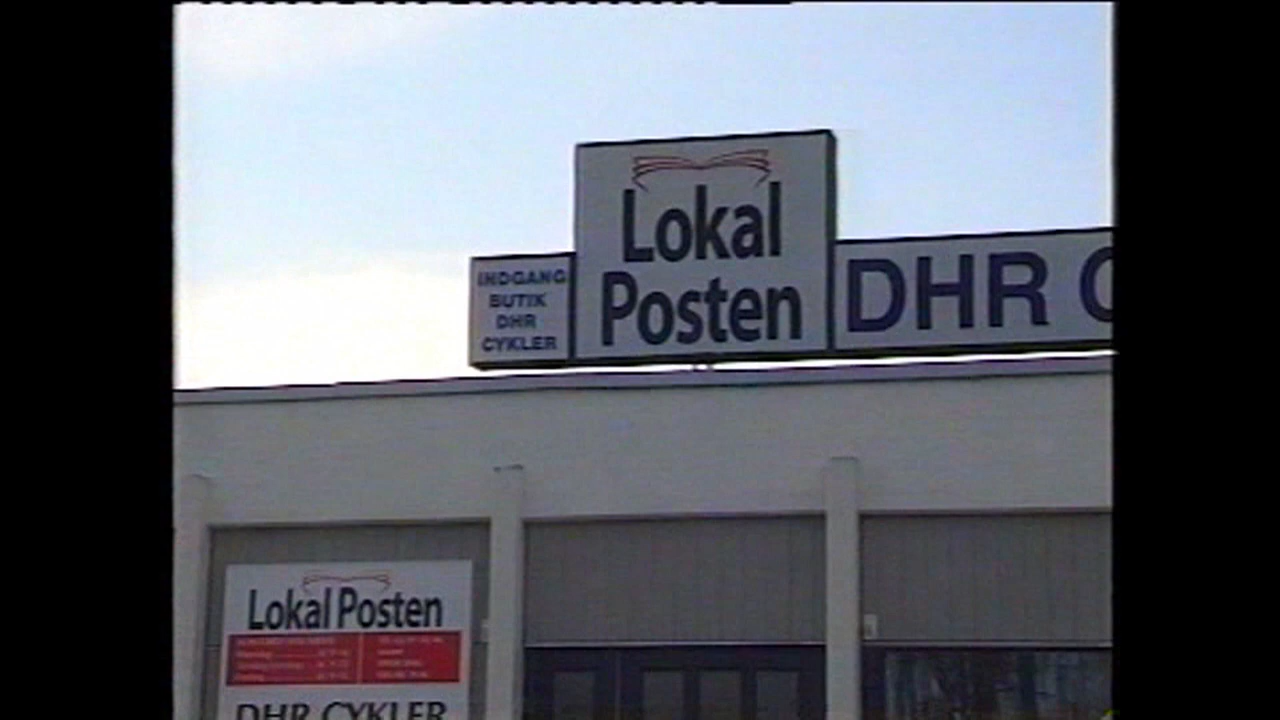 Lokal
Posten
INDGANG
BUTIK
DHR
CYKLER
DHR C
Lokal Posten
DHR CYKLER